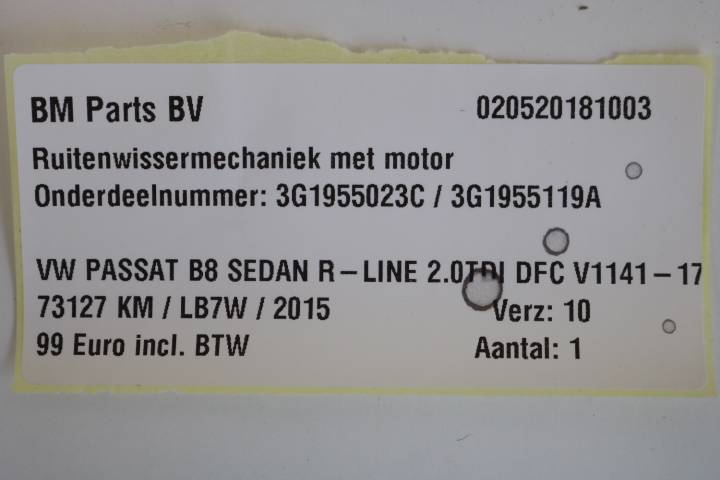 BM Parts BV 020520181003
Ruitenwissermechaniek met motor
Onderdeelnummer: 3G1955023C / 3G1955119A
VW PASSAT B8 SEDAN R-LINE 2.0TDI DFC V1141-17
73127 KM / LB7W / 2015 Verz: 10
99 Euro incl. BTW Aantal: 1